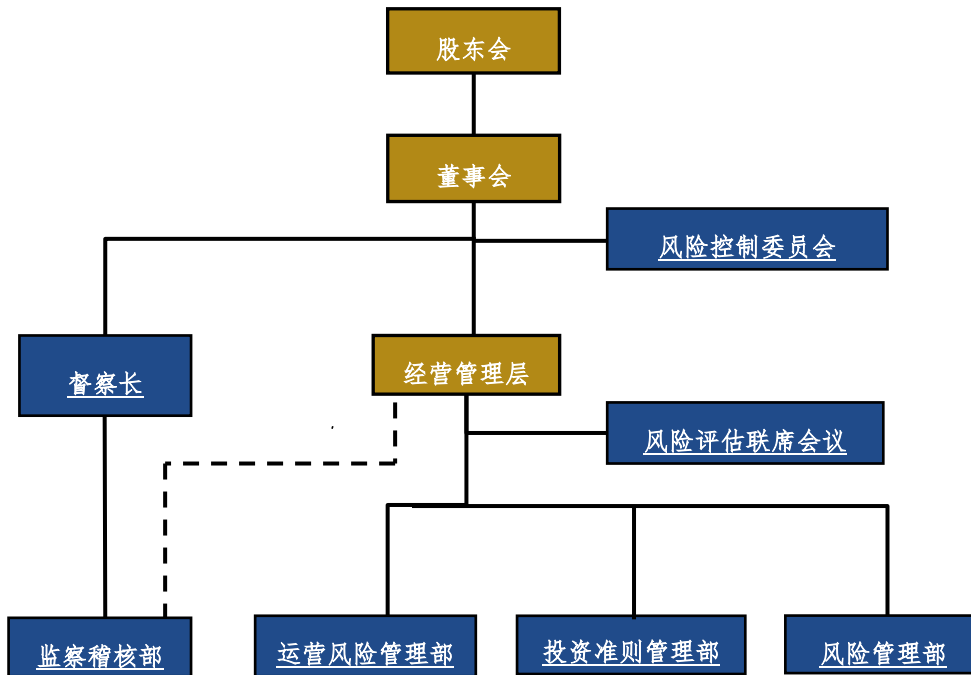 股东会
董事会
风险控制委员会
督察长
经营管理层
风险评估联席会议
监察稽核部
运营风险管理部
投资准则管理部
风险管理部